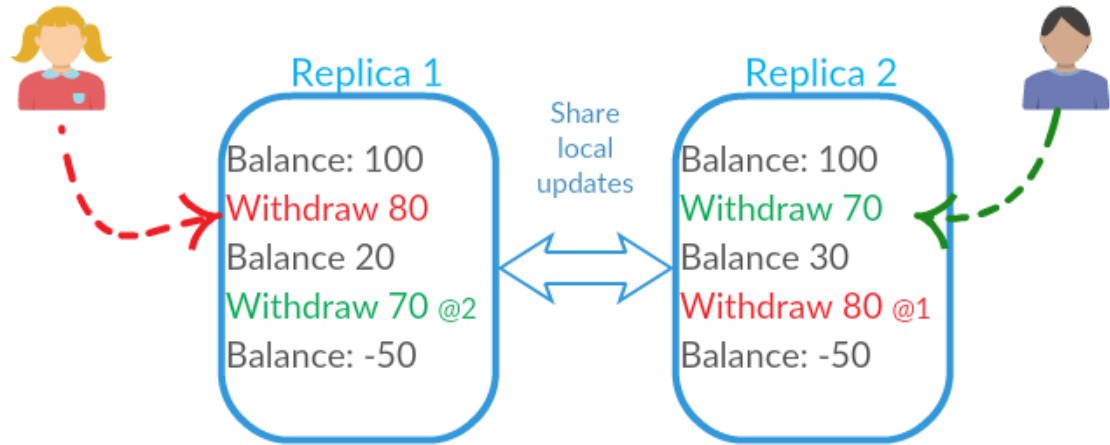 Replica 1
Balance: 100
Withdraw 80
Balance 20
Withdraw 70 @2
Balance: -50
Share
local
updates
Replica 2
Balance: 100
Withdraw 70
Balance 30
Withdraw 80 @1
Balance: -50